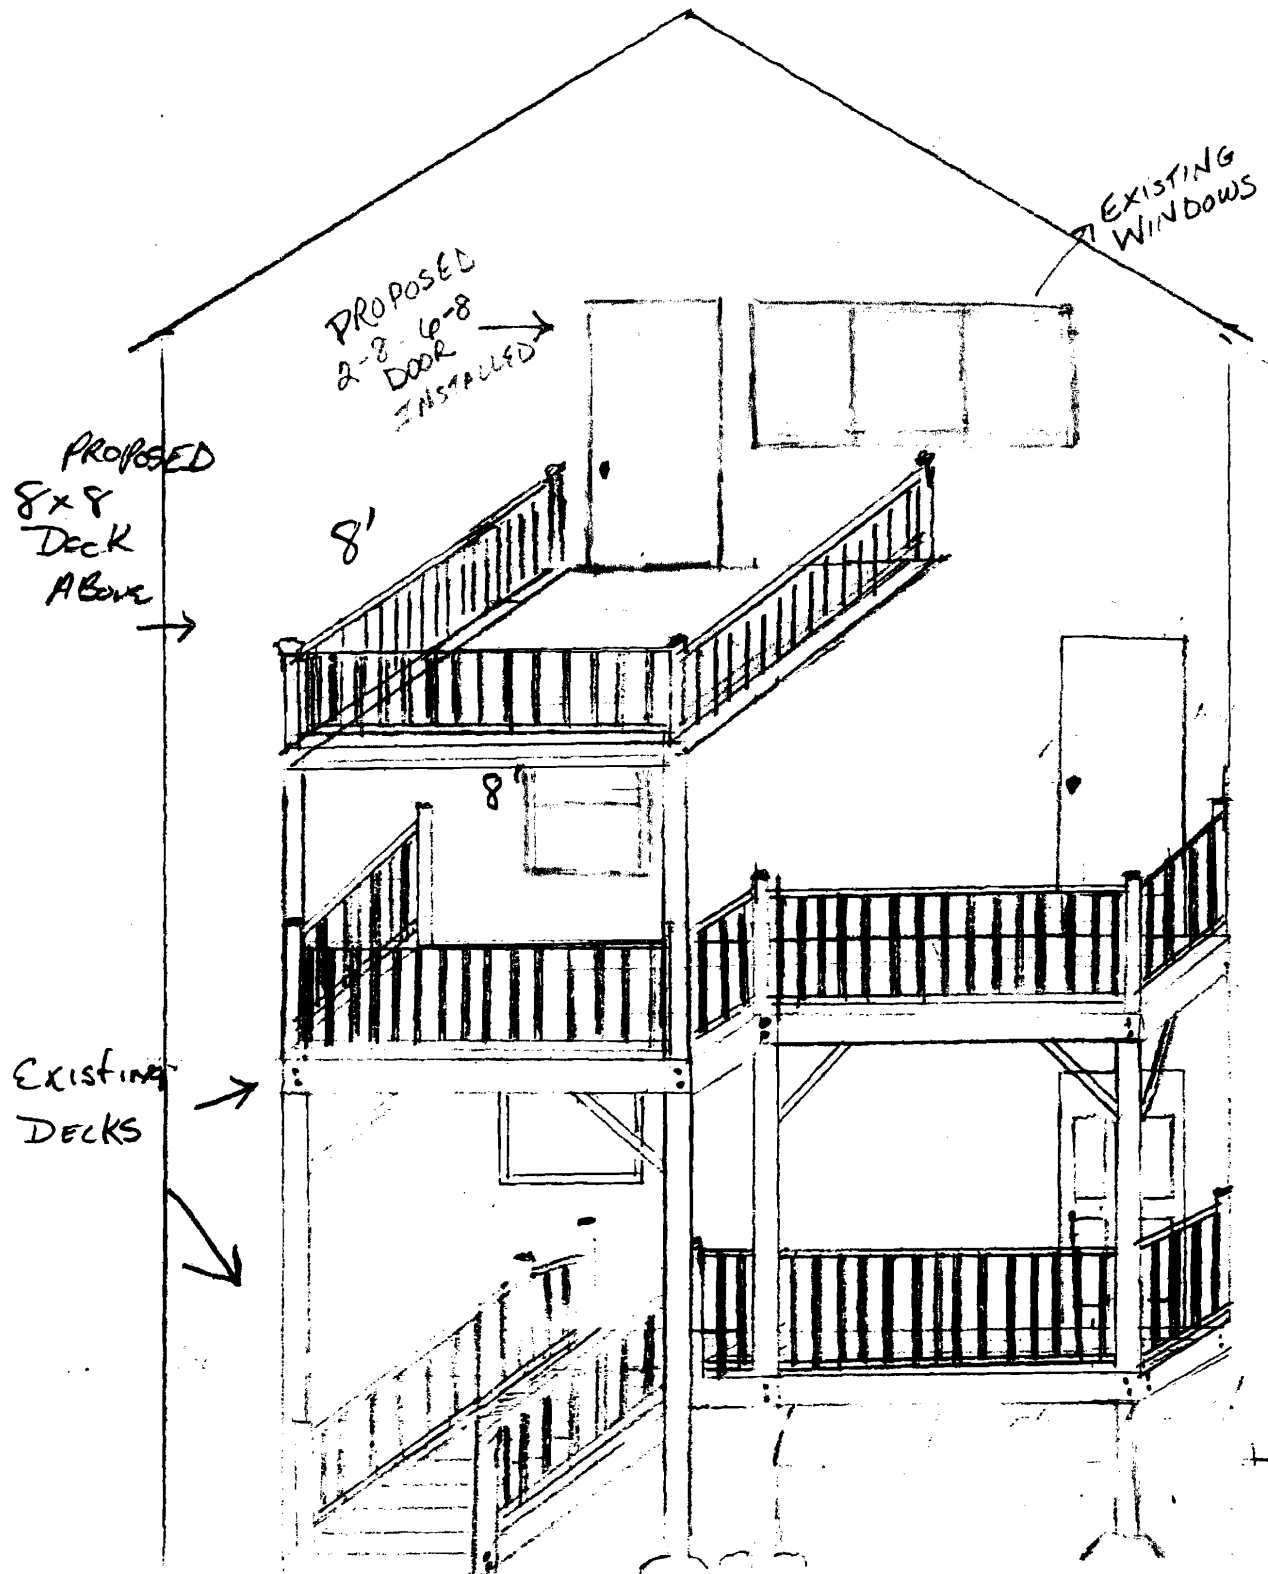 EXISTING
WINDOWS
PROPOSED
2-8 6-8
DOOR
INSTALLED
PROPOSED
8x8
DECK
ABOVE
8'
8'
EXISTING
DECKS